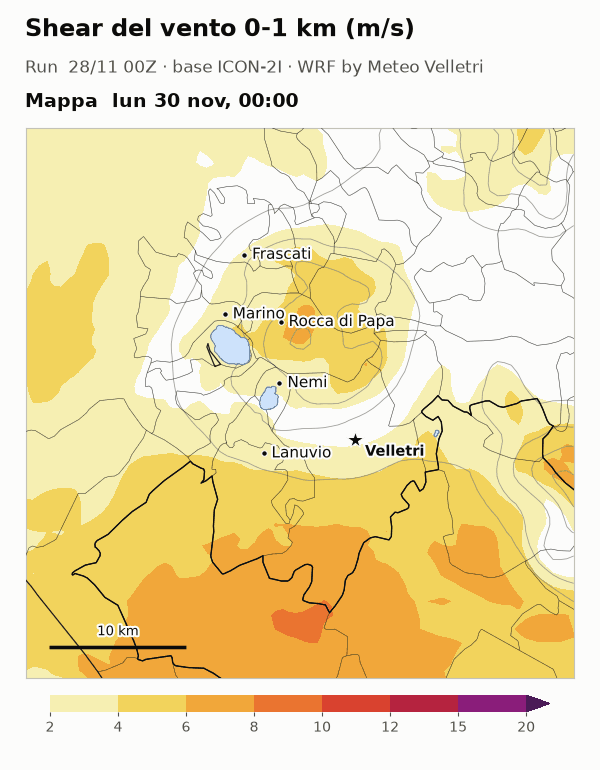 Shear del vento 0-1 km (m/s)
Run  28/11 00Z · base ICON-2I · WRF by Meteo Velletri
Mappa  lun 30 nov, 00:00
Frascati
Marino
Rocca di Papa
Nemi
Velletri
Lanuvio
10 km
2 4 6 8 10 12 15 20